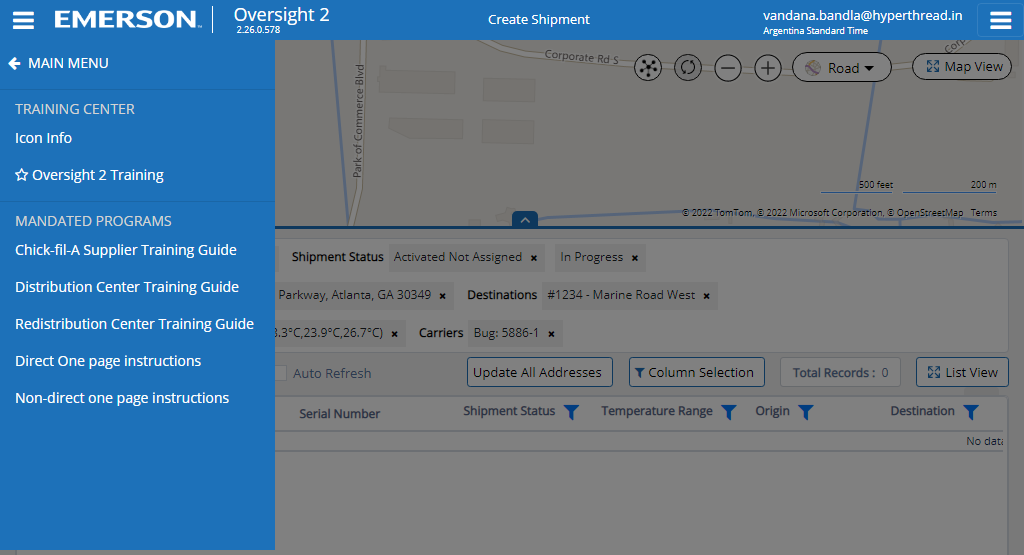 EMERSON
Oversight 2
2.26.0.578
Create Shipment
vandana.bandla@hyperthread.in
Argentina Standard Time
MAIN MENU
TRAINING CENTER
Icon Info
Oversight 2 Training
MANDATED PROGRAMS
Chick-fil-A Supplier Training Guide
Distribution Center Training Guide
Redistribution Center Training Guide
Direct One page instructions
Non-direct one page instructions
Corporate Rd S
Park of Commerce Blvd
Road
Map View
500 feet
200 m
© 2022 TomTom, © 2022 Microsoft Corporation, © OpenStreetMap Terms
Shipment Status Activated Not Assigned × In Progress ×
Parkway, Atlanta, GA 30349 × Destinations #1234 - Marine Road West ×
3.3°C,23.9°C,26.7°C) × Carriers Bug: 5886-1 ×
Auto Refresh
Update All Addresses
Column Selection
Total Records : 0
List View
Serial Number Shipment Status Temperature Range Origin Destination
No data